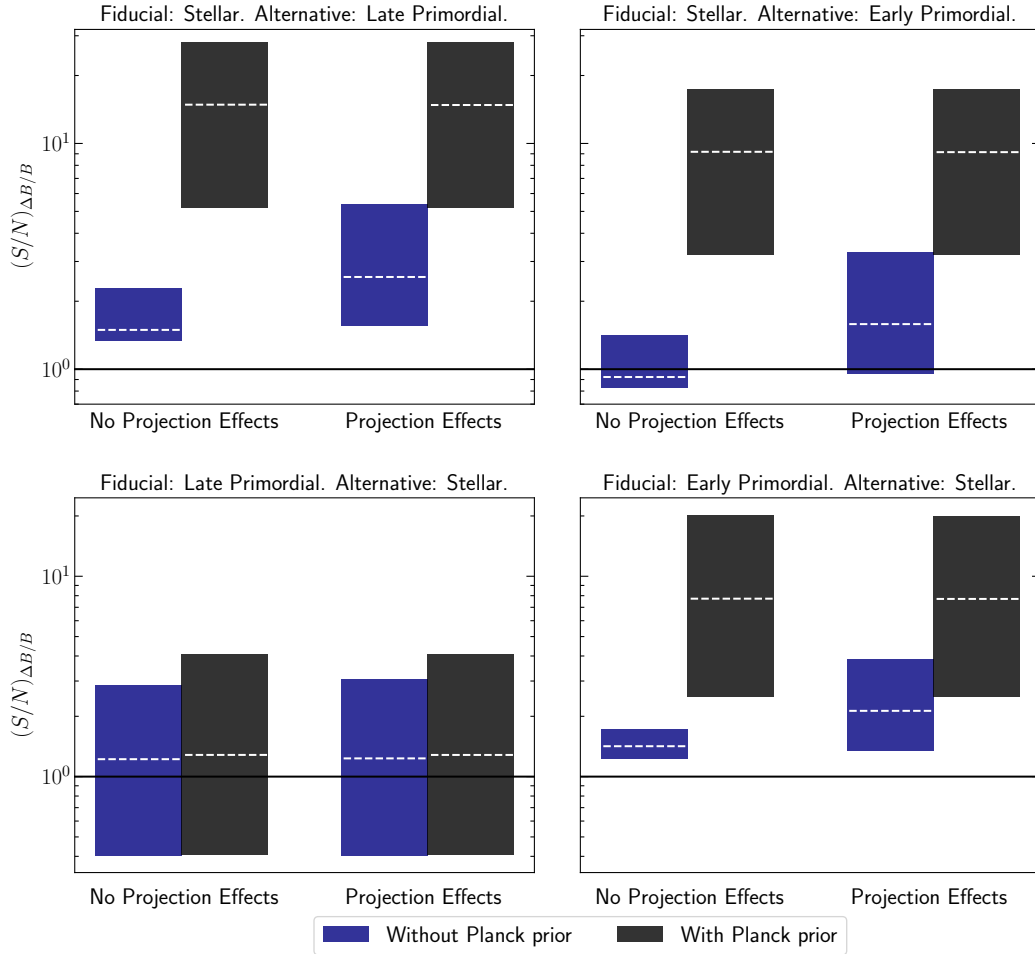 Fiducial: Stellar. Alternative: Late Primordial.
Fiducial: Stellar. Alternative: Early Primordial.
(S/N)_{ΔB/B}
10^1
10^0
No Projection Effects
Projection Effects
No Projection Effects
Projection Effects
Fiducial: Late Primordial. Alternative: Stellar.
Fiducial: Early Primordial. Alternative: Stellar.
(S/N)_{ΔB/B}
10^1
10^0
No Projection Effects
Projection Effects
No Projection Effects
Projection Effects
Without Planck prior
With Planck prior